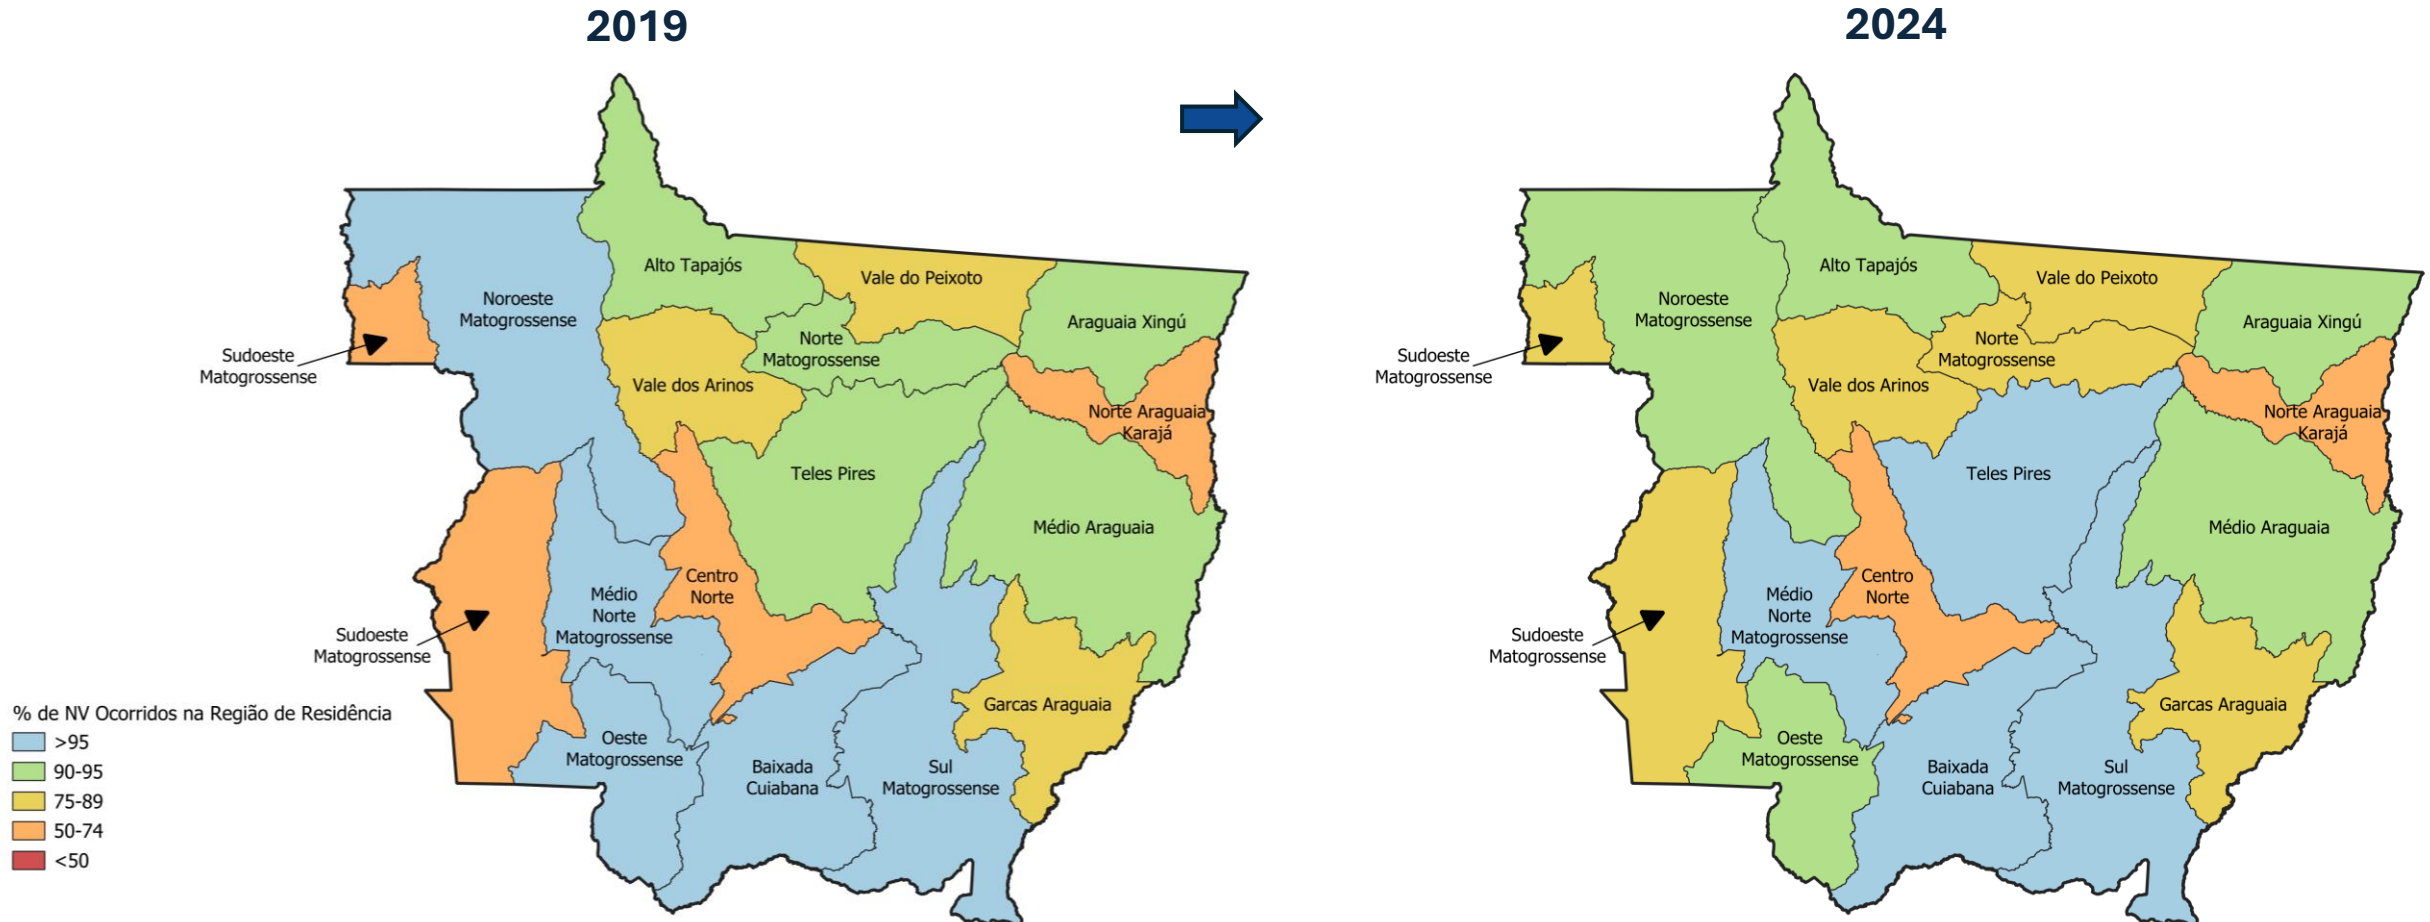 2019
2024
Alto Tapajós
Vale do Peixoto
Noroeste
Matogrossense
Araguaia Xingú
Norte
Matogrossense
Sudoeste
Matogrossense
Vale dos Arinos
Norte Araguaia
Karajá
Teles Pires
Médio Araguaia
Centro
Norte
Médio
Norte
Matogrossense
Sudoeste
Matogrossense
Garcas Araguaia
Oeste
Matogrossense
Baixada
Cuiabana
Sul
Matogrossense
% de NV Ocorridos na Região de Residência
>95
90-95
75-89
50-74
<50
Alto Tapajós
Vale do Peixoto
Noroeste
Matogrossense
Araguaia Xingú
Norte
Matogrossense
Sudoeste
Matogrossense
Vale dos Arinos
Norte Araguaia
Karajá
Teles Pires
Médio Araguaia
Centro
Norte
Médio
Norte
Matogrossense
Sudoeste
Matogrossense
Garcas Araguaia
Oeste
Matogrossense
Baixada
Cuiabana
Sul
Matogrossense